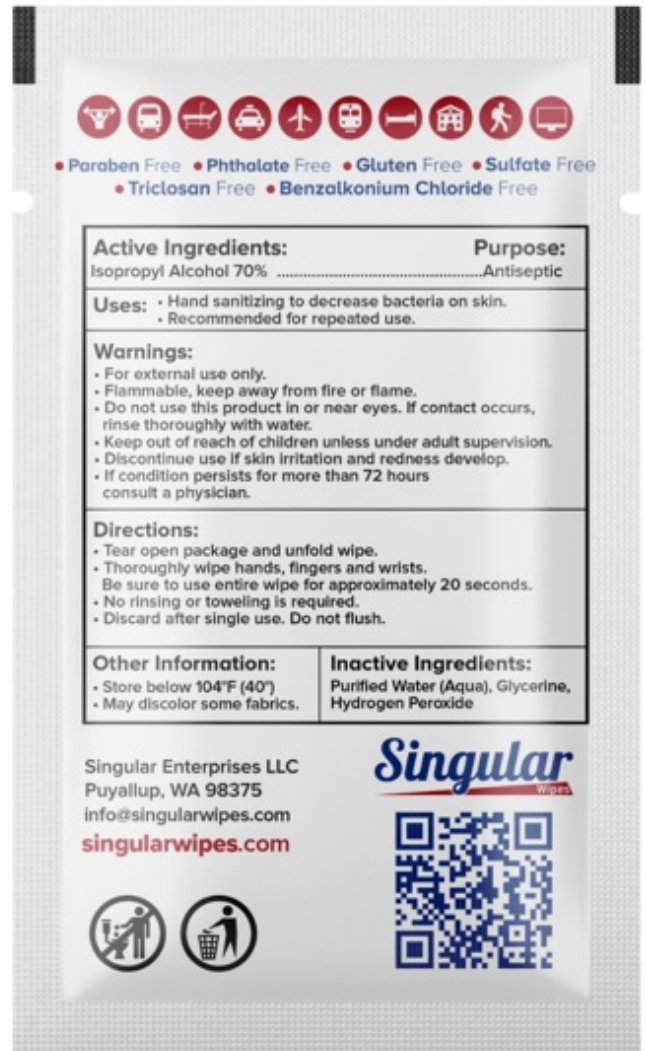 • Paraben Free • Phthalate Free • Gluten Free • Sulfate Free
• Triclosan Free • Benzalkonium Chloride Free
Active Ingredients: Purpose:
Isopropyl Alcohol 70% ................................................Antiseptic
Uses: • Hand sanitizing to decrease bacteria on skin.
• Recommended for repeated use.
Warnings:
• For external use only.
• Flammable, keep away from fire or flame.
• Do not use this product in or near eyes. If contact occurs,
rinse thoroughly with water.
• Keep out of reach of children unless under adult supervision.
• Discontinue use if skin irritation and redness develop.
• If condition persists for more than 72 hours
consult a physician.
Directions:
• Tear open package and unfold wipe.
• Thoroughly wipe hands, fingers and wrists.
Be sure to use entire wipe for approximately 20 seconds.
• No rinsing or toweling is required.
• Discard after single use. Do not flush.
Other Information:
• Store below 104°F (40°)
• May discolor some fabrics.
Inactive Ingredients:
Purified Water (Aqua), Glycerine,
Hydrogen Peroxide
Singular Enterprises LLC
Puyallup, WA 98375
info@singularwipes.com
singularwipes.com
Singular
Wipes